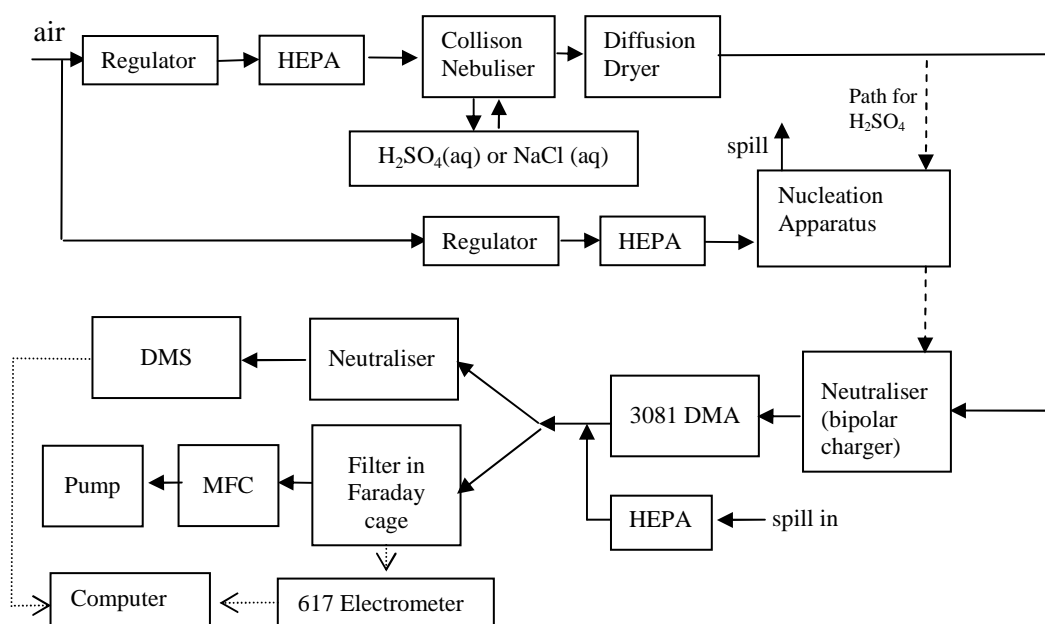 air
Regulator
HEPA
Collison
Nebuliser
Diffusion
Dryer
H₂SO₄(aq) or NaCl (aq)
Path for
H₂SO₄
spill
Nucleation
Apparatus
Regulator
HEPA
DMS
Neutraliser
3081 DMA
Neutraliser
(bipolar
charger)
Pump
MFC
Filter in
Faraday
cage
HEPA
spill in
Computer
617 Electrometer